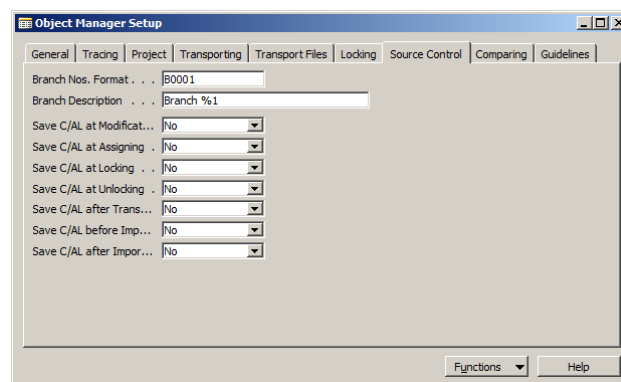 Object Manager Setup
General Tracing Project Transporting Transport Files Locking Source Control Comparing Guidelines
Branch Nos. Format . . . B0001
Branch Description . . . Branch %1
Save C/AL at Modificat... No
Save C/AL at Assigning . No
Save C/AL at Locking . . No
Save C/AL at Unlocking . No
Save C/AL after Trans... No
Save C/AL before Imp... No
Save C/AL after Impor... No
Functions Help